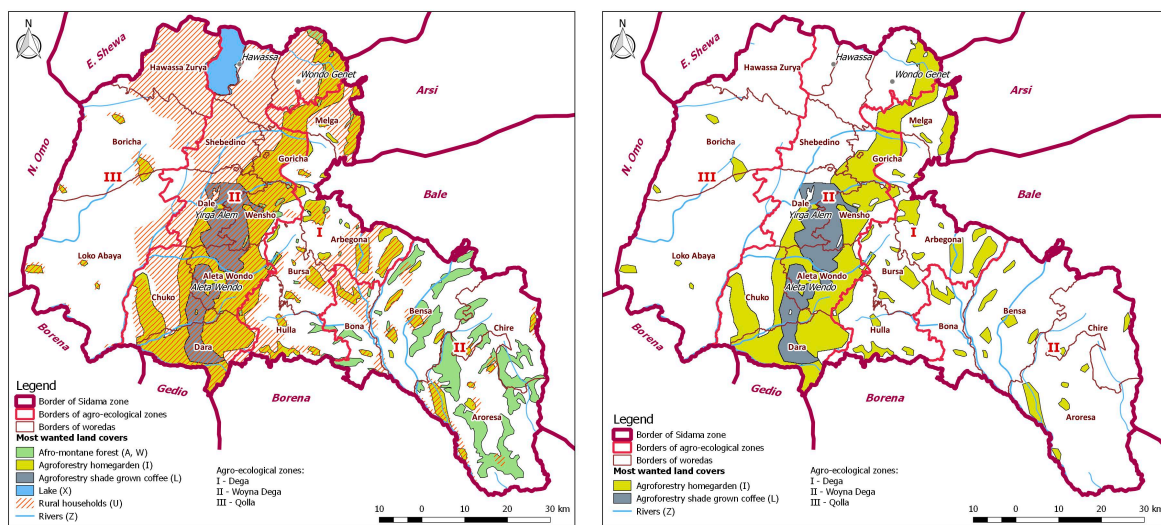 N
E. Shewa
Hawassa
Hawassa Zurya
Wondo Genet
Arsi
Melga
N. Omo
Boricha
Shebedino
Goricha
III
II
Dale
Bale
Yirga Alem
Wensho
I
Arbegona
Loko Abaya
Aleta Wondo
Bursa
Aleta Wendo
Chuko
Bensa
Chire
Borena
Hulla
Bona
II
Dara
Gedio
Borena
Aroresa
Legend
Border of Sidama zone
Borders of agro-ecological zones
Borders of woredas
Most wanted land covers
Afro-montane forest (A, W)
Agroforestry homegarden (I)
Agroforestry shade grown coffee (L)
Lake (X)
Rural households (U)
Rivers (Z)
Agro-ecological zones:
I - Dega
II - Woyna Dega
III - Qolla
10 0 10 20 30 km
N
E. Shewa
Hawassa
Hawassa Zurya
Wondo Genet
Arsi
Melga
N. Omo
Boricha
Shebedino
Goricha
III
II
Dale
Bale
Yirga Alem
Wensho
I
Arbegona
Loko Abaya
Aleta Wondo
Bursa
Aleta Wendo
Chuko
Bensa
Chire
Borena
Hulla
Bona
II
Dara
Gedio
Borena
Aroresa
Legend
Border of Sidama zone
Borders of agro-ecological zones
Borders of woredas
Most wanted land covers
Agroforestry homegarden (I)
Agroforestry shade grown coffee (L)
Rivers (Z)
Agro-ecological zones:
I - Dega
II - Woyna Dega
III - Qolla
10 0 10 20 30 km